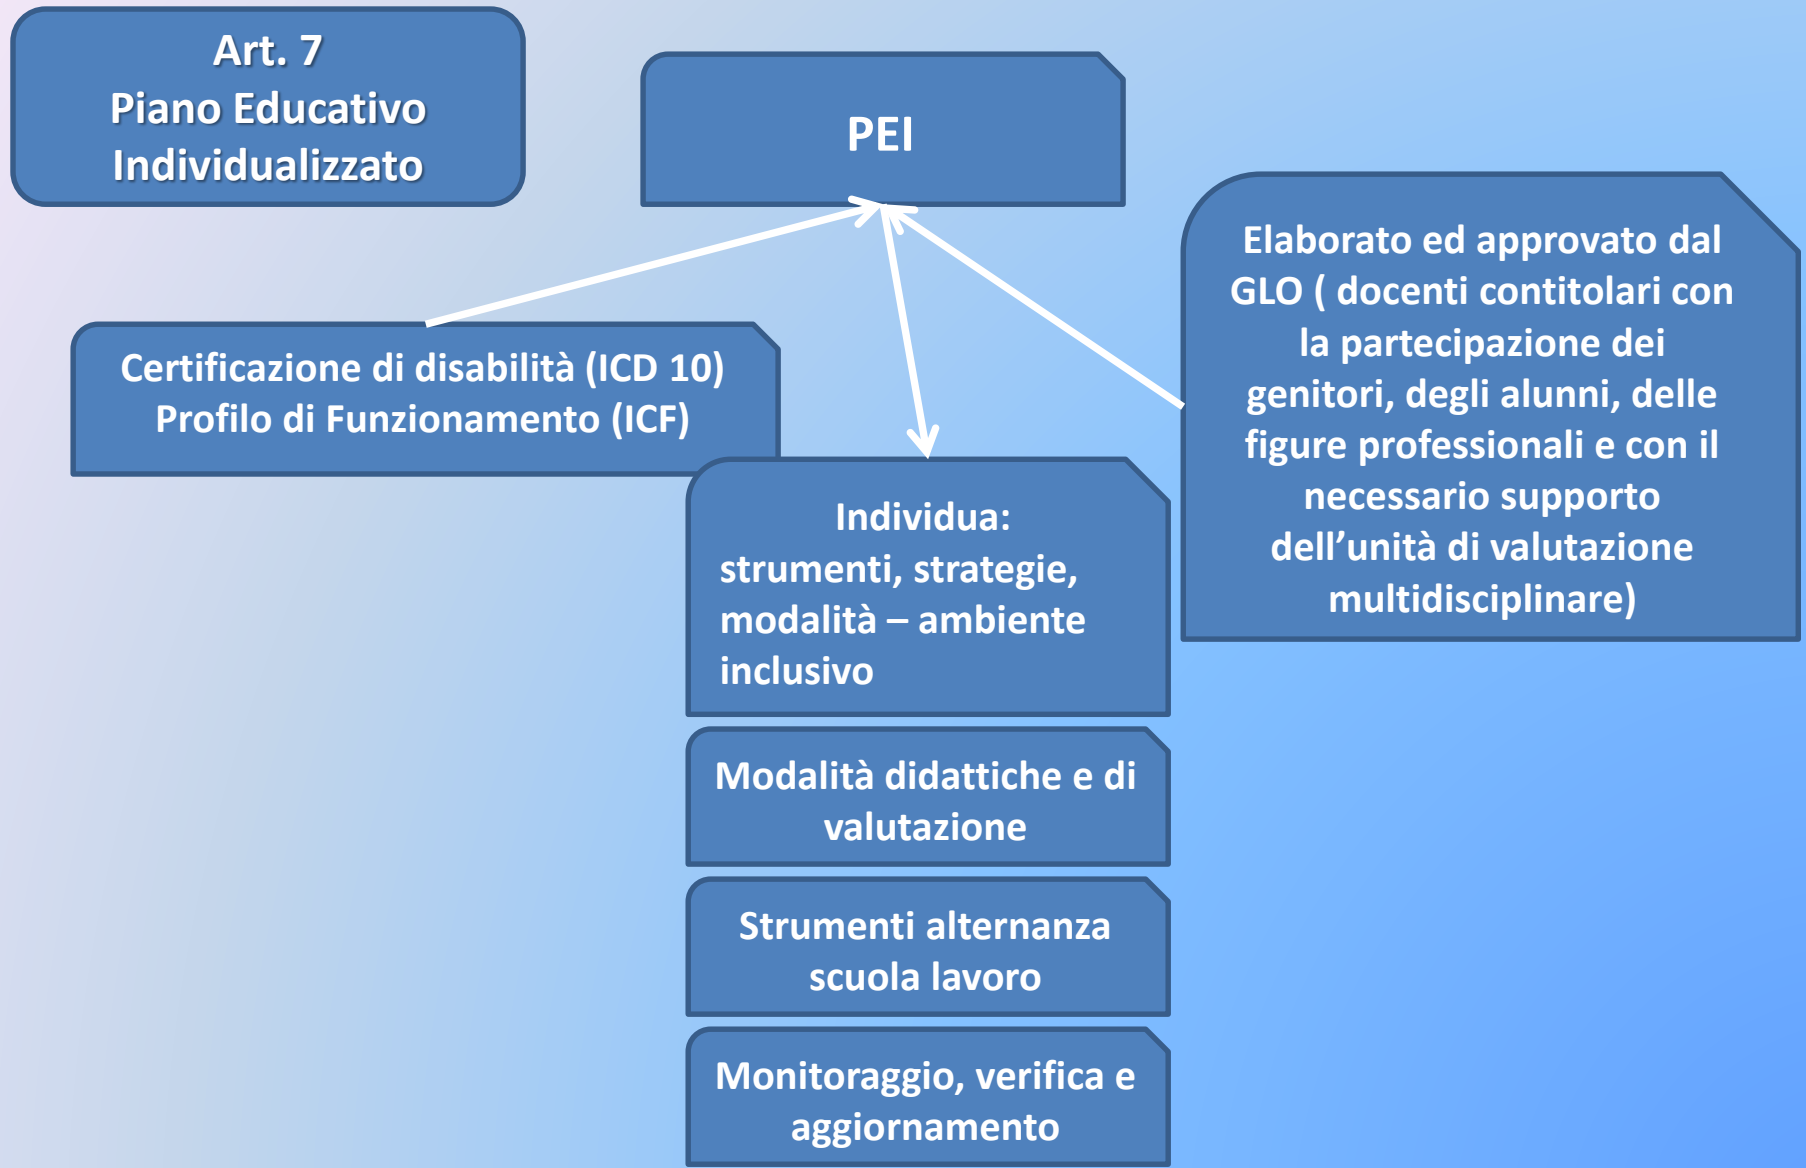 Art. 7
Piano Educativo
Individualizzato
PEI
Certificazione di disabilità (ICD 10)
Profilo di Funzionamento (ICF)
Elaborato ed approvato dal
GLO ( docenti contitolari con
la partecipazione dei
genitori, degli alunni, delle
figure professionali e con il
necessario supporto
dell’unità di valutazione
multidisciplinare)
Individua:
strumenti, strategie,
modalità – ambiente
inclusivo
Modalità didattiche e di
valutazione
Strumenti alternanza
scuola lavoro
Monitoraggio, verifica e
aggiornamento